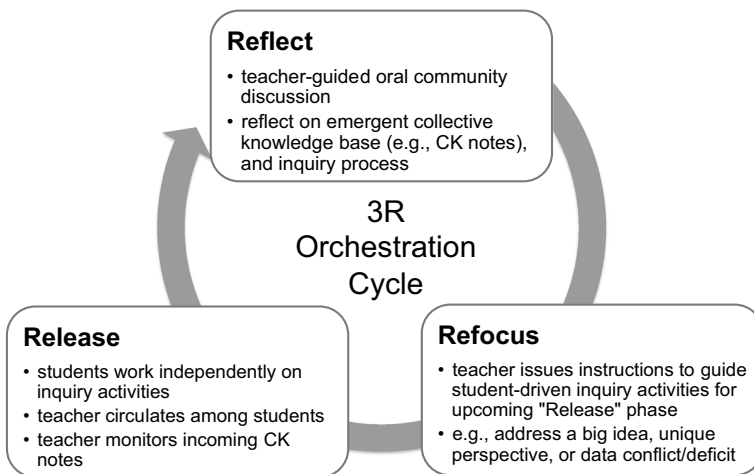 Reflect
• teacher-guided oral community
discussion
• reflect on emergent collective
knowledge base (e.g., CK notes),
and inquiry process
3R
Orchestration
Cycle
Release
• students work independently on
inquiry activities
• teacher circulates among students
• teacher monitors incoming CK
notes
Refocus
• teacher issues instructions to guide
student-driven inquiry activities for
upcoming "Release" phase
• e.g., address a big idea, unique
perspective, or data conflict/deficit